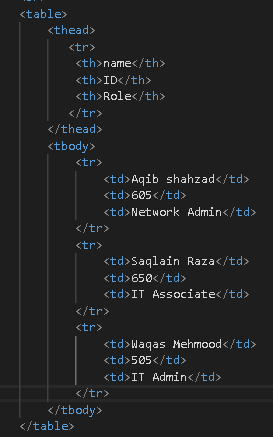 <table>
<thead>
<tr
<th>name</th>
<th>ID</th>
<th>Role</th>
</tr>
</thead>
<tbody>
<tr>
<td>Aqib shahzad</td>
<td>605</td>
<td>Network Admin</td>
</tr>
<tr>
<td>Saqlain Raza</td>
<td>650</td>
<td>IT Associate</td>
</tr>
<tr>
<td>Waqas Mehmood</td>
<td>505</td>
<td>IT Admin</td>
</tr>
</tbody>
</table>